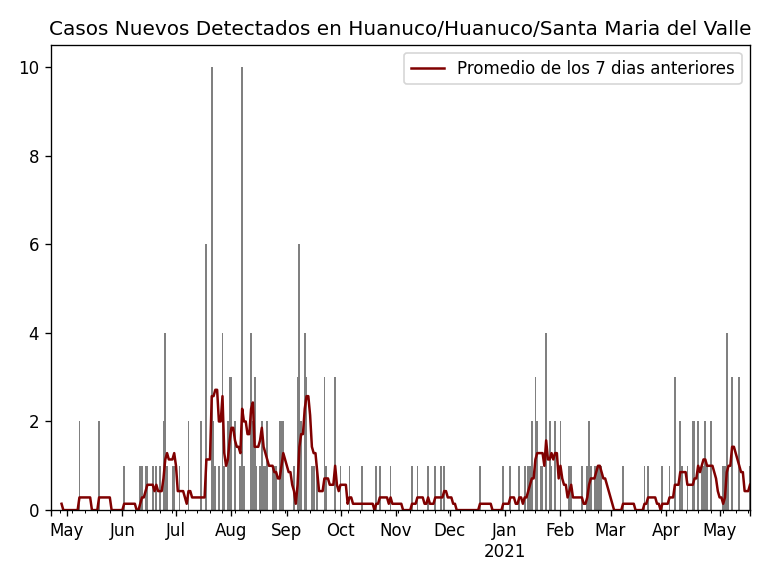 Casos Nuevos Detectados en Huanuco/Huanuco/Santa Maria del Valle
Promedio de los 7 dias anteriores
10
8
6
4
2
0
May Jun Jul Aug Sep Oct Nov Dec Jan Feb Mar Apr May
2021